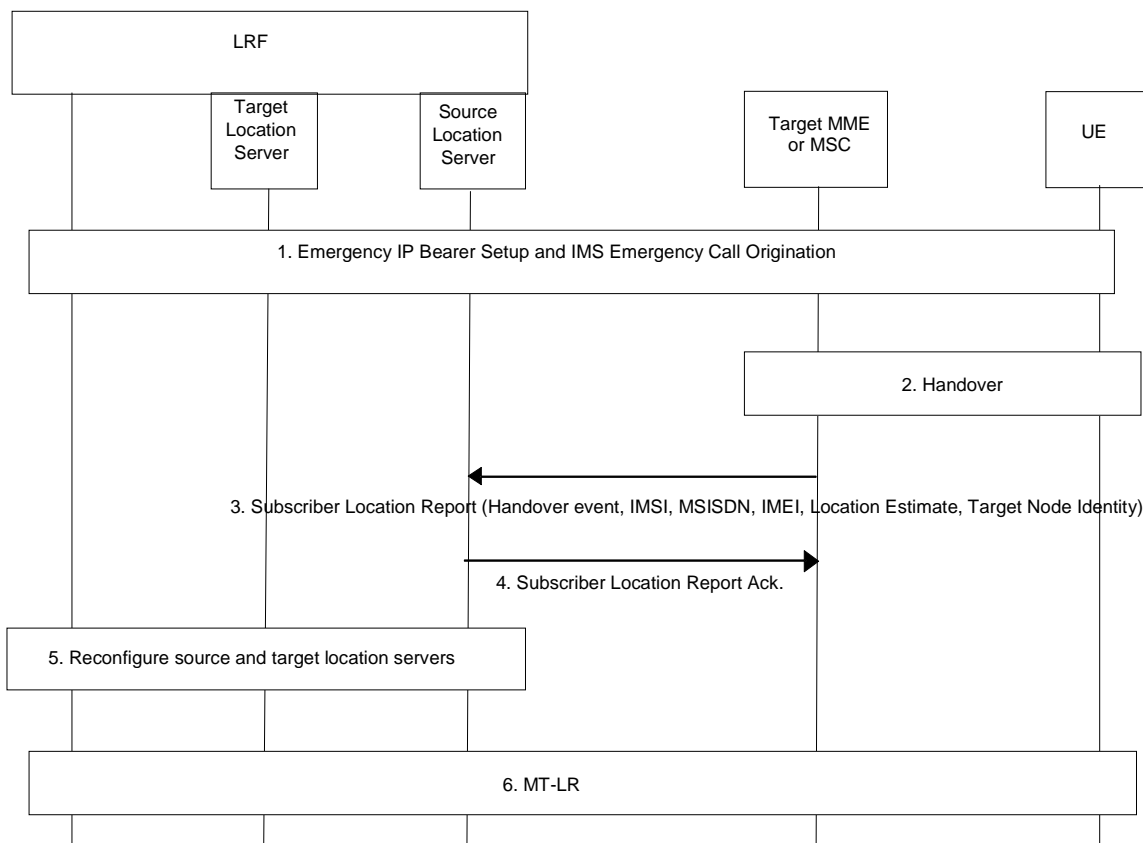 LRF
Target
Location
Server
Source
Location
Server
Target MME
or MSC
UE
1. Emergency IP Bearer Setup and IMS Emergency Call Origination
2. Handover
3. Subscriber Location Report (Handover event, IMSI, MSISDN, IMEI, Location Estimate, Target Node Identity)
4. Subscriber Location Report Ack.
5. Reconfigure source and target location servers
6. MT-LR